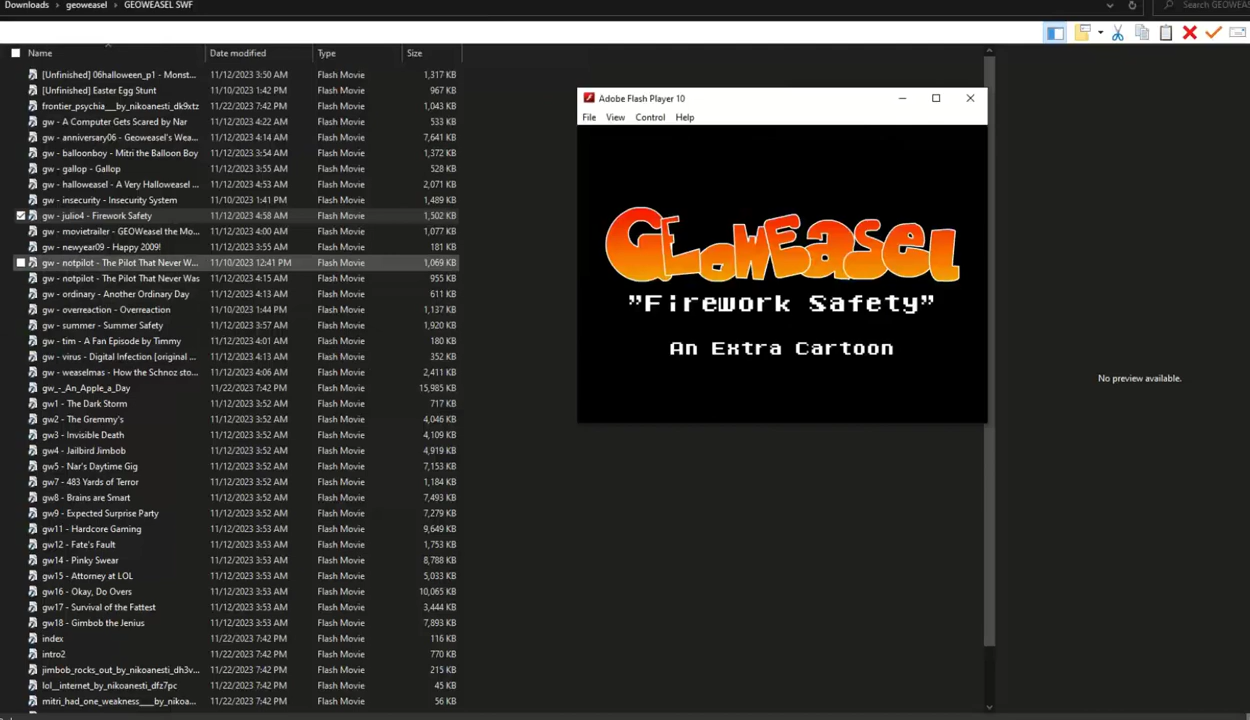 Downloads > geoweasel > GEOWEASEL SWF
Search GEOWEAS
Name Date modified Type Size
[Unfinished] 06halloween_p1 - Monst... 11/12/2023 3:50 AM Flash Movie 1,317 KB
[Unfinished] Easter Egg Stunt 11/10/2023 1:42 PM Flash Movie 967 KB
frontier_psychia___by_nikoanesti_dk9xtz 11/22/2023 7:42 PM Flash Movie 1,043 KB
gw - A Computer Gets Scared by Nar 11/12/2023 4:22 AM Flash Movie 533 KB
gw - anniversary06 - Geoweasel's Wea... 11/12/2023 4:14 AM Flash Movie 7,641 KB
gw - balloonboy - Mitri the Balloon Boy 11/12/2023 3:54 AM Flash Movie 1,372 KB
gw - gallop - Gallop 11/12/2023 3:55 AM Flash Movie 528 KB
gw - halloweasel - A Very Halloweasel ... 11/12/2023 4:53 AM Flash Movie 2,071 KB
gw - insecurity - Insecurity System 11/10/2023 1:41 PM Flash Movie 1,489 KB
gw - julio4 - Firework Safety 11/12/2023 4:58 AM Flash Movie 1,502 KB
gw - movietrailer - GEOWeasel the Mo... 11/12/2023 4:00 AM Flash Movie 1,077 KB
gw - newyear09 - Happy 2009! 11/12/2023 3:55 AM Flash Movie 181 KB
gw - notpilot - The Pilot That Never W... 11/10/2023 12:41 PM Flash Movie 1,069 KB
gw - notpilot - The Pilot That Never Was 11/12/2023 4:15 AM Flash Movie 955 KB
gw - ordinary - Another Ordinary Day 11/12/2023 4:13 AM Flash Movie 611 KB
gw - overreaction - Overreaction 11/10/2023 1:44 PM Flash Movie 1,137 KB
gw - summer - Summer Safety 11/12/2023 3:57 AM Flash Movie 1,920 KB
gw - tim - A Fan Episode by Timmy 11/12/2023 4:01 AM Flash Movie 180 KB
gw - virus - Digital Infection [original ... 11/12/2023 4:13 AM Flash Movie 352 KB
gw - weaselmas - How the Schnoz sto... 11/12/2023 4:06 AM Flash Movie 2,411 KB
gw_-_An_Apple_a_Day 11/22/2023 7:42 PM Flash Movie 15,985 KB
gw1 - The Dark Storm 11/12/2023 3:52 AM Flash Movie 717 KB
gw2 - The Gremmy's 11/12/2023 3:52 AM Flash Movie 4,046 KB
gw3 - Invisible Death 11/12/2023 3:52 AM Flash Movie 4,109 KB
gw4 - Jailbird Jimbob 11/12/2023 3:52 AM Flash Movie 4,919 KB
gw5 - Nar's Daytime Gig 11/12/2023 3:52 AM Flash Movie 7,153 KB
gw7 - 483 Yards of Terror 11/12/2023 3:52 AM Flash Movie 1,184 KB
gw8 - Brains are Smart 11/12/2023 3:52 AM Flash Movie 7,493 KB
gw9 - Expected Surprise Party 11/12/2023 3:52 AM Flash Movie 7,279 KB
gw11 - Hardcore Gaming 11/12/2023 3:53 AM Flash Movie 9,649 KB
gw12 - Fate's Fault 11/12/2023 3:53 AM Flash Movie 1,753 KB
gw14 - Pinky Swear 11/12/2023 3:53 AM Flash Movie 8,788 KB
gw15 - Attorney at LOL 11/12/2023 3:53 AM Flash Movie 5,033 KB
gw16 - Okay, Do Overs 11/12/2023 3:53 AM Flash Movie 10,065 KB
gw17 - Survival of the Fattest 11/12/2023 3:53 AM Flash Movie 3,444 KB
gw18 - Gimbob the Jenius 11/12/2023 3:53 AM Flash Movie 7,893 KB
index 11/22/2023 7:42 PM Flash Movie 116 KB
intro2 11/22/2023 7:42 PM Flash Movie 770 KB
jimbob_rocks_out_by_nikoanesti_dh3v... 11/22/2023 7:42 PM Flash Movie 215 KB
lol__internet_by_nikoanesti_dfz7pc 11/22/2023 7:42 PM Flash Movie 45 KB
mitri_had_one_weakness___by_nikoa... 11/22/2023 7:42 PM Flash Movie 56 KB
Adobe Flash Player 10
File View Control Help
GEOWEASEL
"Firework Safety"
An Extra Cartoon
No preview available.